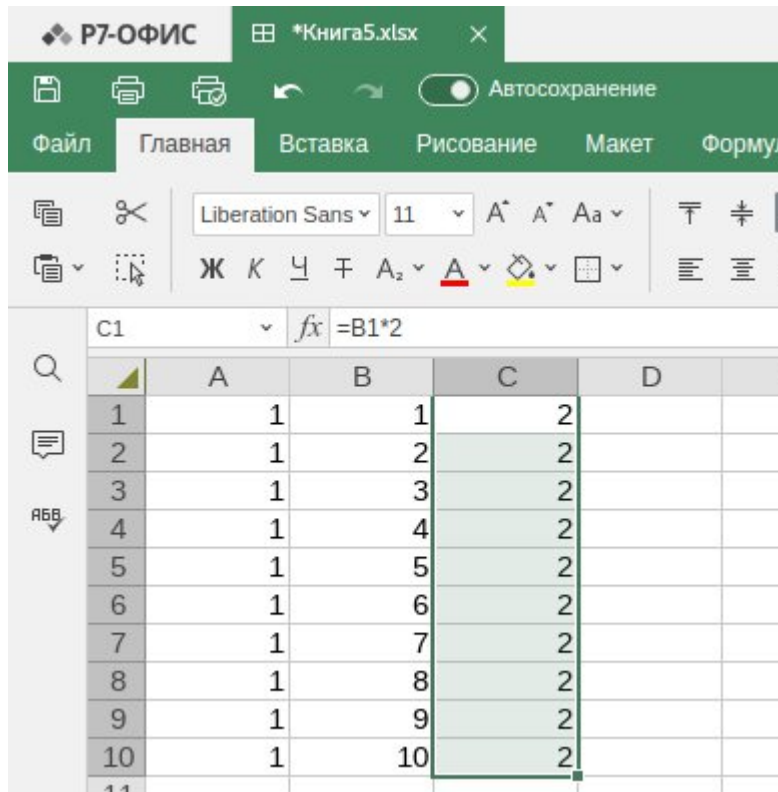 Р7-ОФИС *Книга5.xlsx
Автосохранение
Файл Главная Вставка Рисование Макет Форму
Liberation Sans 11 A A Aa
Ж К Ч Т A₂ A
C1 fx =B1*2
A B C D
1 1 1 2
2 1 2 2
3 1 3 2
4 1 4 2
5 1 5 2
6 1 6 2
7 1 7 2
8 1 8 2
9 1 9 2
10 1 10 2
11